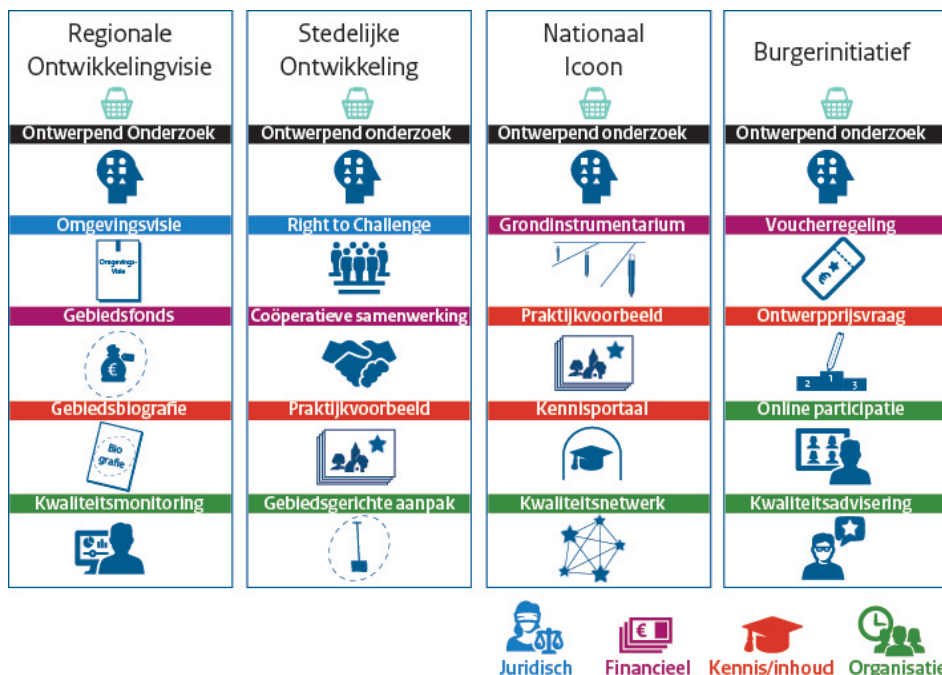 Regionale
Ontwikkelingvisie
Ontwerpend Onderzoek
Omgevingsvisie
Omgevings-
Visie
Gebiedsfonds
€
Gebiedsbiografie
Bio
grafie
Kwaliteitsmonitoring
Stedelijke
Ontwikkeling
Ontwerpend onderzoek
Right to Challenge
Coöperatieve samenwerking
Praktijkvoorbeeld
Gebiedsgerichte aanpak
Nationaal
Icoon
Ontwerpend onderzoek
Grondinstrumentarium
Praktijkvoorbeeld
Kennisportaal
Kwaliteitsnetwerk
Burgerinitiatief
Ontwerpend onderzoek
Voucherregeling
€
Ontwerpprijsvraag
2 1 3
Online participatie
Kwaliteitsadvisering
€
Juridisch Financieel Kennis/inhoud Organisatie